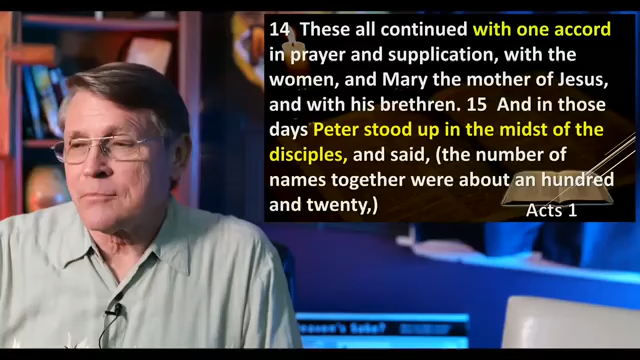 14 These all continued with one accord
in prayer and supplication, with the
women, and Mary the mother of Jesus,
and with his brethren. 15 And in those
days Peter stood up in the midst of the
disciples, and said, (the number of
names together were about an hundred
and twenty,)
Acts 1